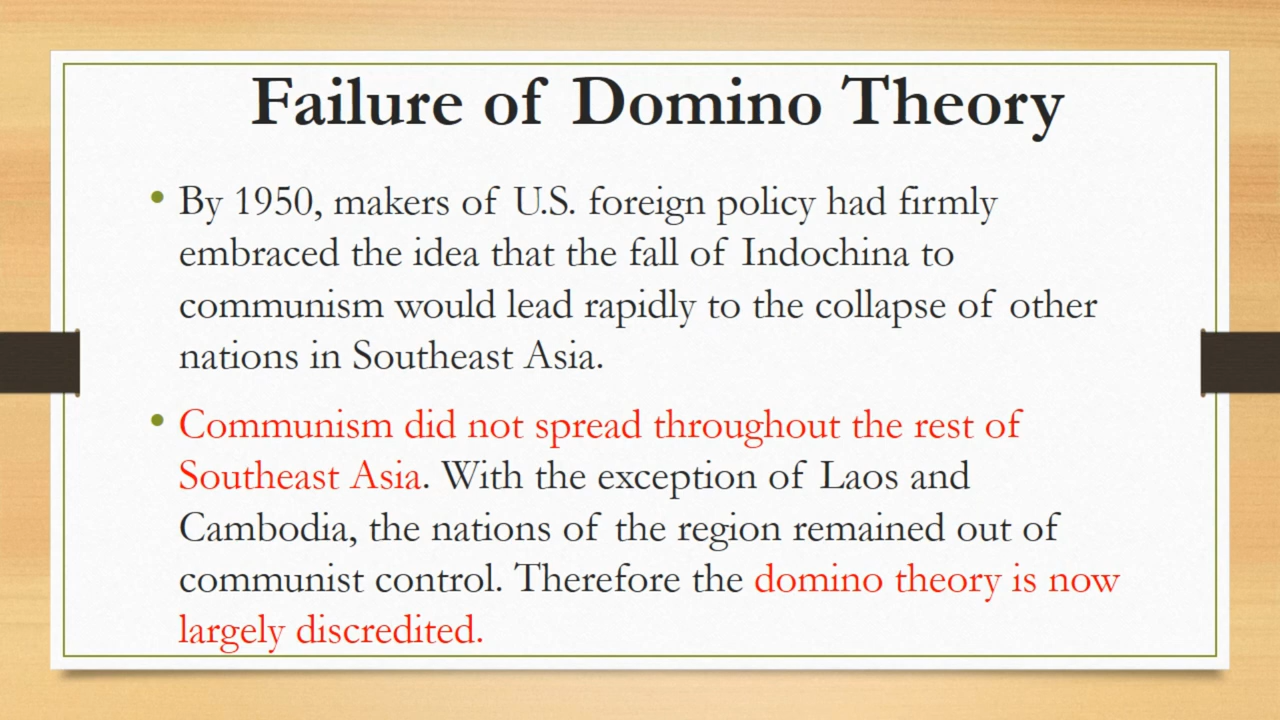 Failure of Domino Theory
• By 1950, makers of U.S. foreign policy had firmly
embraced the idea that the fall of Indochina to
communism would lead rapidly to the collapse of other
nations in Southeast Asia.
• Communism did not spread throughout the rest of
Southeast Asia. With the exception of Laos and
Cambodia, the nations of the region remained out of
communist control. Therefore the domino theory is now
largely discredited.